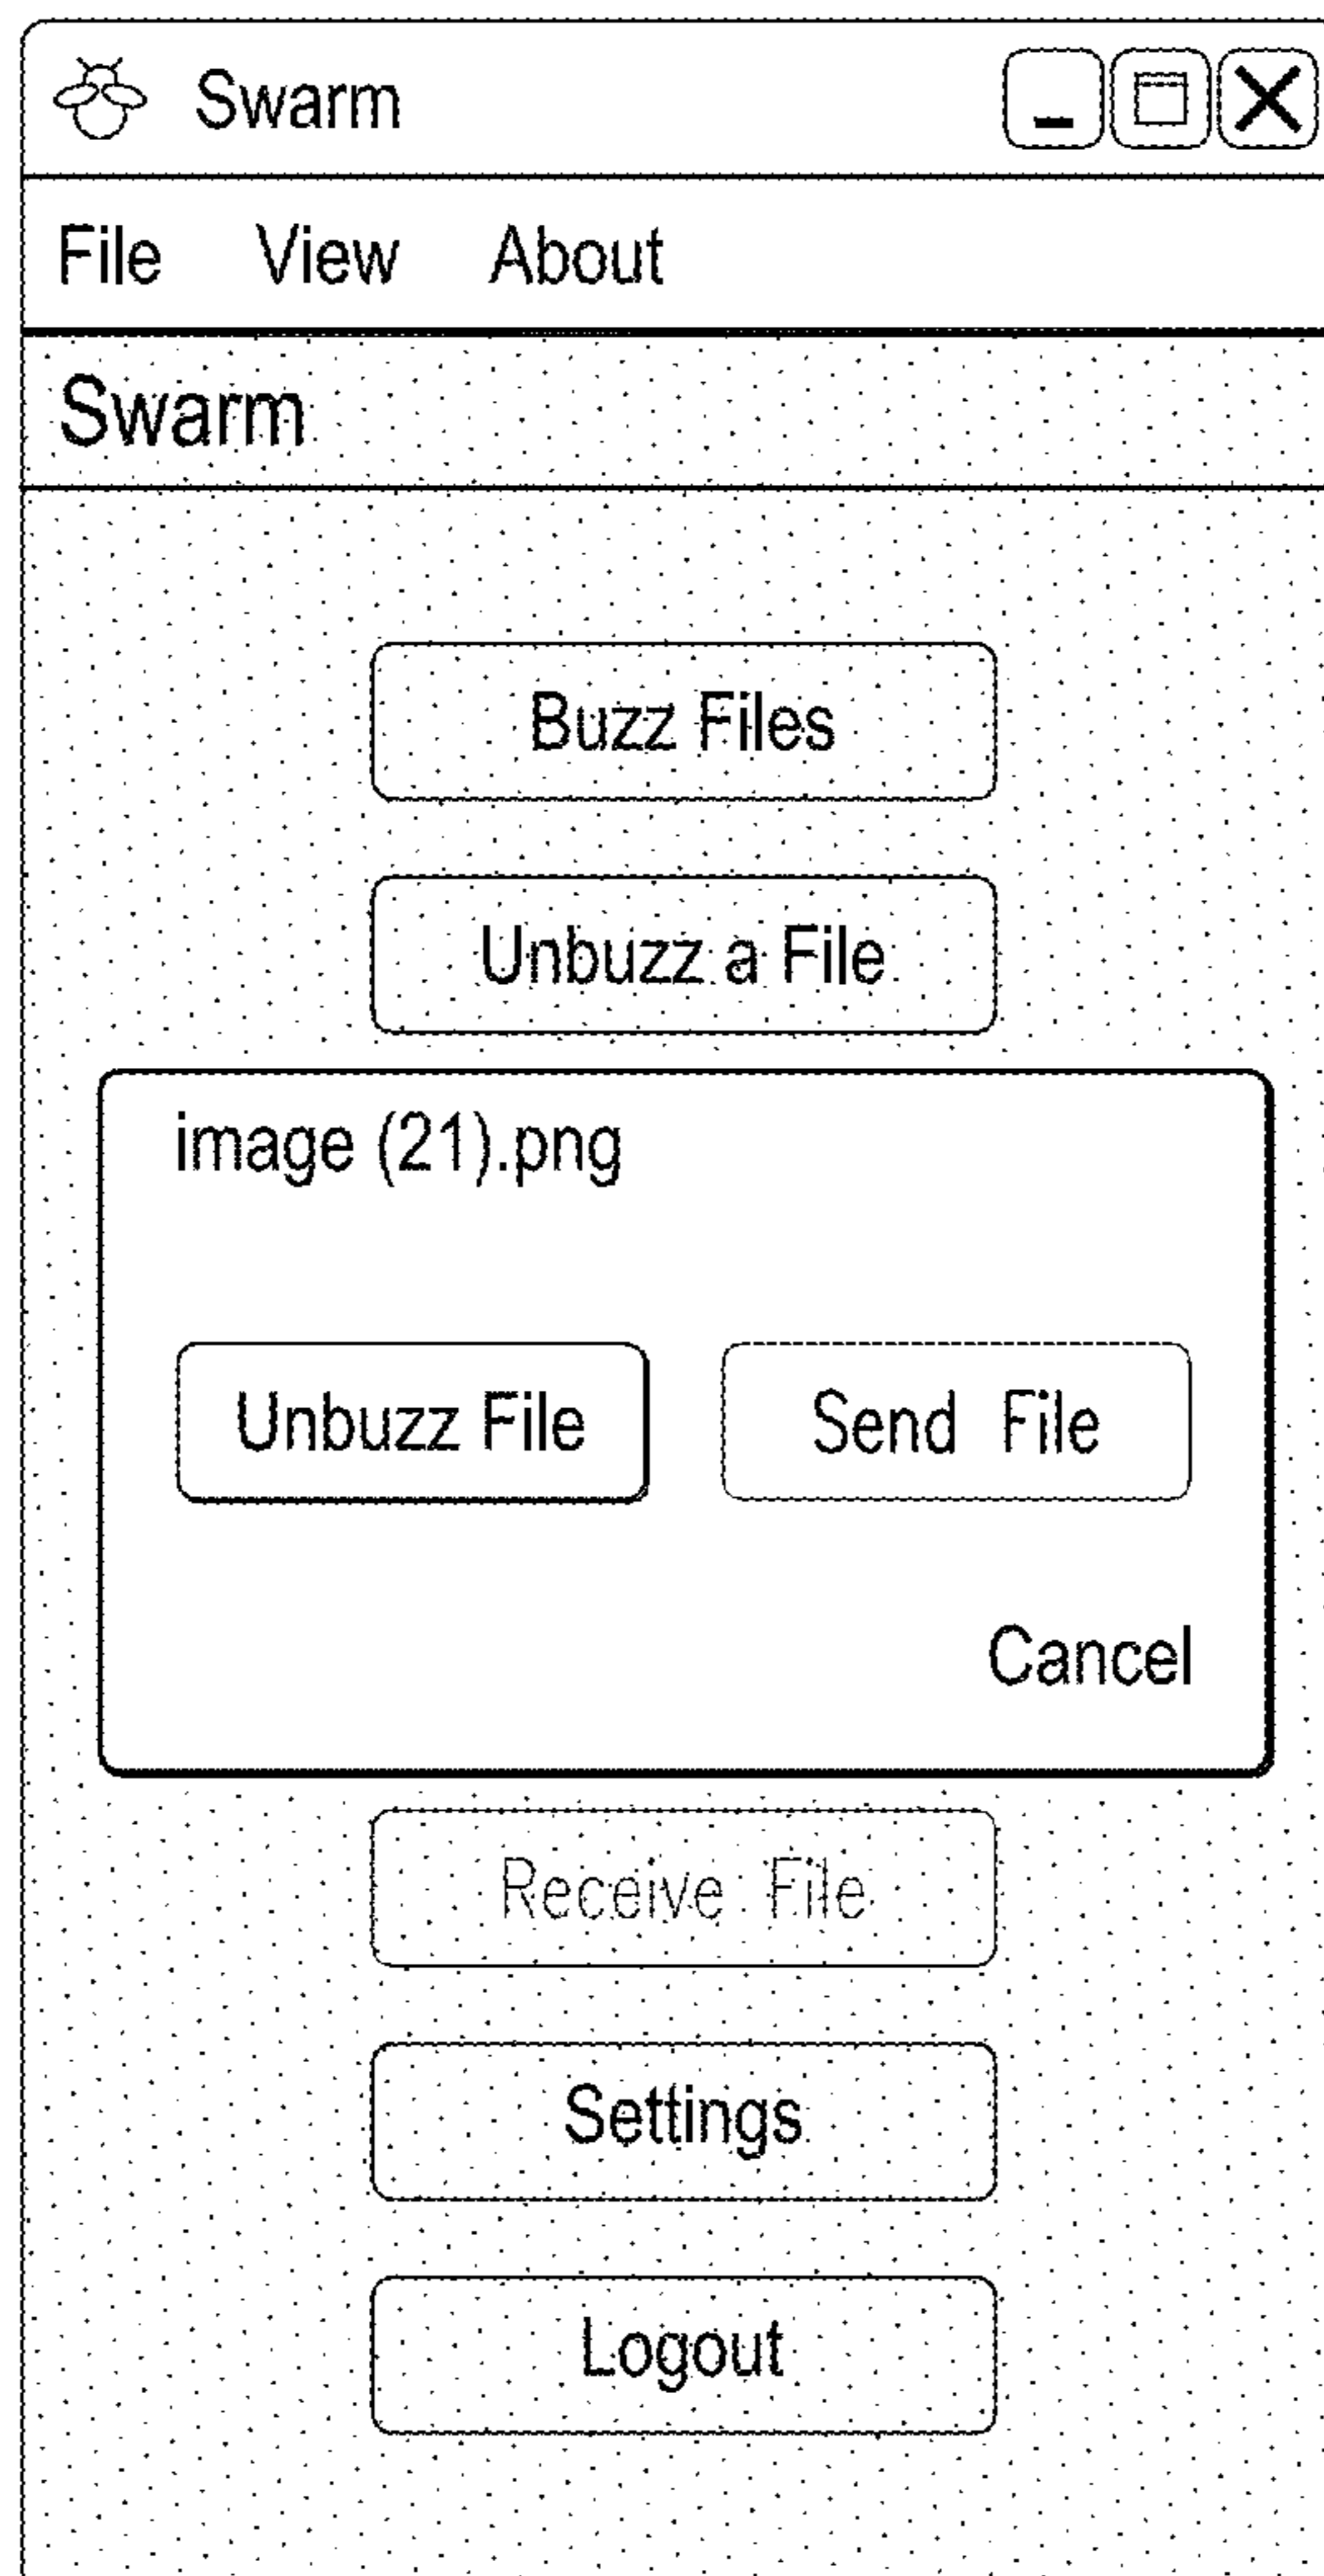 Swarm
File View About
Swarm
Buzz Files
Unbuzz a File
image (21).png
Unbuzz File Send File
Cancel
Receive File
Settings
Logout